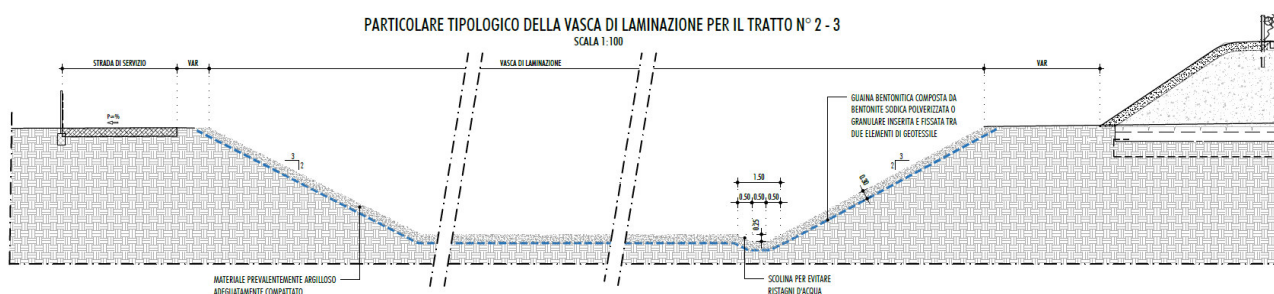 PARTICOLARE TIPOLOGICO DELLA VASCA DI LAMINAZIONE PER IL TRATTO N° 2 - 3
SCALA 1:100
STRADA DI SERVIZIO
VAR
VASCA DI LAMINAZIONE
VAR
P=%
GUAINA BENTONITICA COMPOSTA DA
BENTONITE SODICA POLVERIZZATA O
GRANULARE INSERITA E FISSATA TRA
DUE ELEMENTI DI GEOTESSILE
3
2
3
2
1.50
0.50
0.50
0.50
0.30
0.25
MATERIALE PREVALENTEMENTE ARGILLOSO
ADEGUATAMENTE COMPATTATO
SCOLINA PER EVITARE
RISTAGNI D'ACQUA